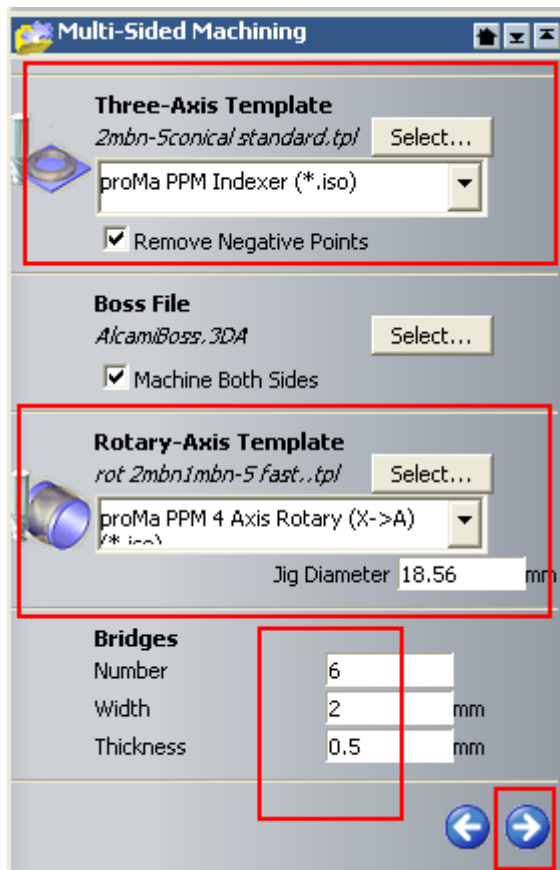 Multi-Sided Machining
Three-Axis Template
2mbn-5conical standard.tpl Select...
proMa PPM Indexer (*.iso)
Remove Negative Points
Boss File
AlcamiBoss.3DA Select...
Machine Both Sides
Rotary-Axis Template
rot 2mbn1mbn-5 fast..tpl Select...
proMa PPM 4 Axis Rotary (X->A)
(*.iso)
Jig Diameter 18.56 mm
Bridges
Number 6
Width 2 mm
Thickness 0.5 mm